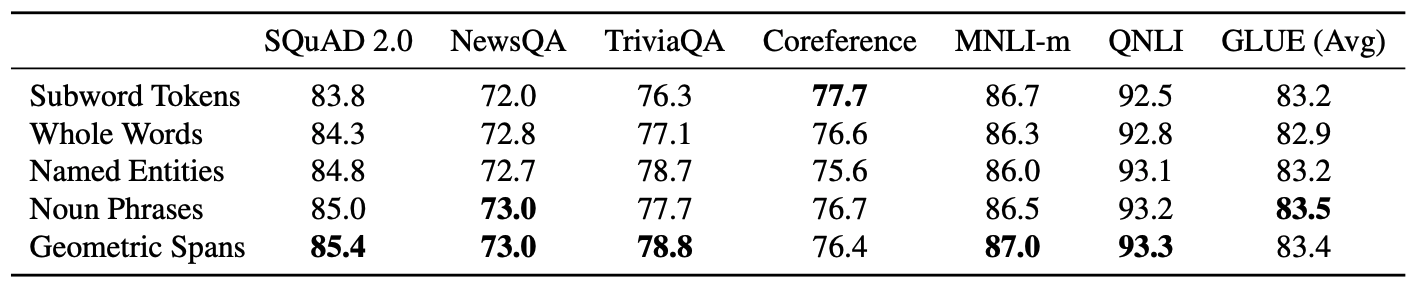 SQuAD 2.0 NewsQA TriviaQA Coreference MNLI-m QNLI GLUE (Avg)
Subword Tokens 83.8 72.0 76.3 77.7 86.7 92.5 83.2
Whole Words 84.3 72.8 77.1 76.6 86.3 92.8 82.9
Named Entities 84.8 72.7 78.7 75.6 86.0 93.1 83.2
Noun Phrases 85.0 73.0 77.7 76.7 86.5 93.2 83.5
Geometric Spans 85.4 73.0 78.8 76.4 87.0 93.3 83.4